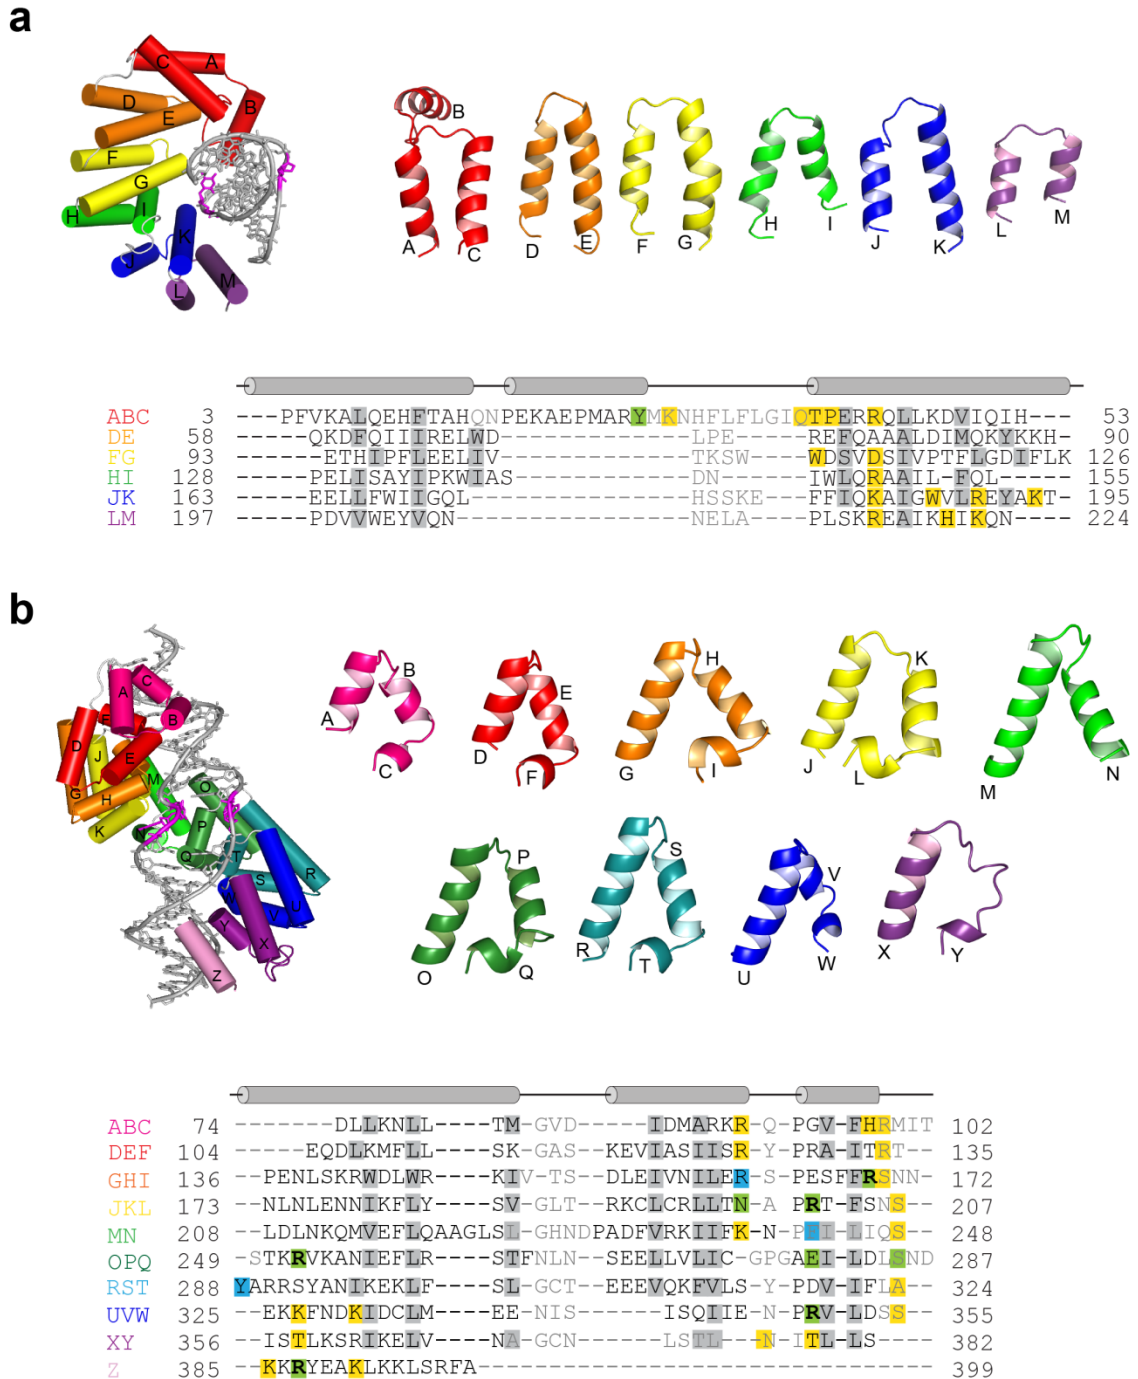 a
C A
D B
E
F
G
H I
K
J
L M
B
A C D E F G H I J K L M
ABC 3 ---PFVKALQEHFTAHQNPEKAEPMARYMKNHFLFLGIQTPERRQLLKDVIQIH--- 53
DE 58 -----QKDFQIIIRELWD-------------LPE-----REFQAAALDIMQKYKKH- 90
FG 93 ------ETHIPFLEELIV-------------TKSW----WDSVDSIVPTFLGDIFLK 126
HI 128 ----PELISAYIPKWIAS------------DN------IWLQRAAIL-FQL---- 155
JK 163 -----EELLFWIIGQL---------------HSSKE---FFIQKAIGWVLREYAKT- 195
LM 197 -----PDVVWEYVQN----------------NELA----PLSKREAIKHIKQN---- 224
b
A C
B
F
D E
J
M O
G H
K P
N Q T R
S
W V U
Y X
Z
A B C
D E F
G H I
J K L
M N
O P Q
R S T
U V W
X Y
ABC 74 -------DLLKNLL----TM-GVD----IDMARKR-Q-PGV-FHRMIT 102
DEF 104 -----EQDLKMFLL----SK-GAS-KEVIASIISR-Y-PRA-ITRT-- 135
GHI 136 --PENLSKRWDLWR----KIV-TS-DLEIVNILER-S-PESFFRSNN- 172
JKL 173 --NLNLENNIKFLY----SV-GLT-RKCLCRLLTN-A-PRT-FSNS-- 207
MN 208 --LDLNKQMVEFLQAAGLSL-GHNDPADFVRKIIFK-N-PFILIQS-- 248
OPQ 249 -STKRVKANIEFLR----STFNLN-SEELLVLIC-GPGAEIL-DLSND 287
RST 288 YARRSYANIKEKLF----SL-GCT-EEEVQKFVLS-Y-PDV-IFLA-- 324
UVW 325 --EKKFNDKIDCLM----EE-NIS----ISQIIE-N-PRV-LDSS-- 355
XY 356 --ISTLKSRIKELV----NA-GCN-----LSTL--N-ITL-LS---- 382
Z 385 --KKRYEAKLKKLSRFA------------------------------- 399